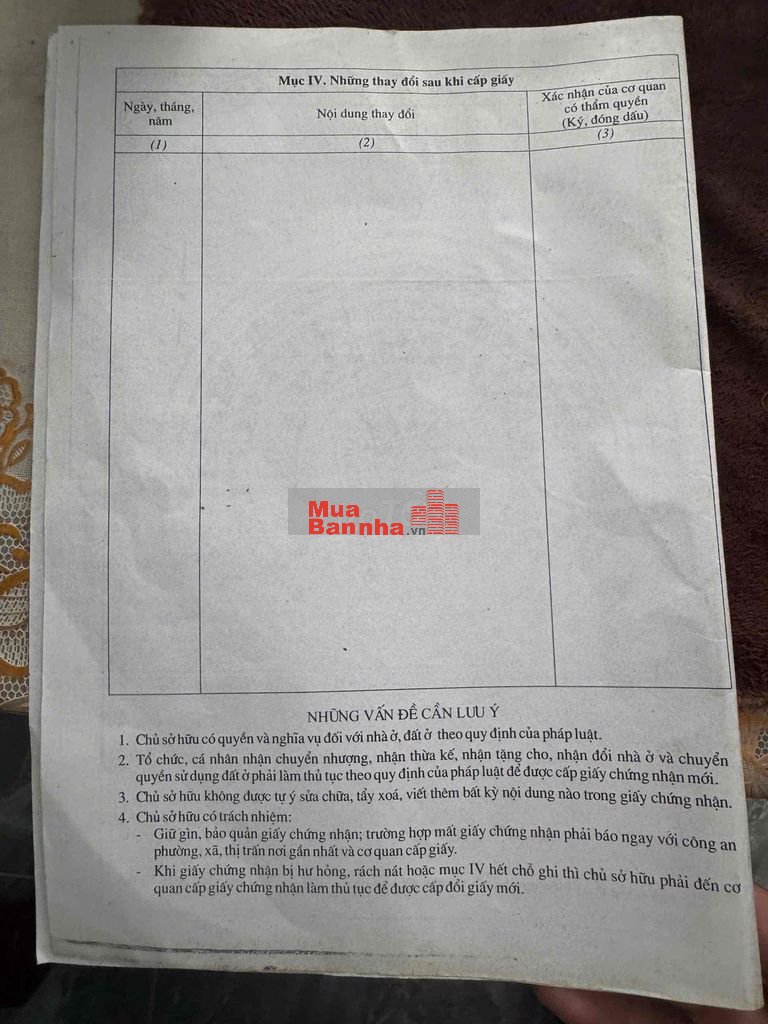 Mục IV. Những thay đổi sau khi cấp giấy
Ngày, tháng,
năm
Nội dung thay đổi
Xác nhận của cơ quan
có thẩm quyền
(Ký, đóng dấu)
(1)
(2)
(3)
Mua
Bannha.vn
NHỮNG VẤN ĐỀ CẦN LƯU Ý
1. Chủ sở hữu có quyền và nghĩa vụ đối với nhà ở, đất ở theo quy định của pháp luật.
2. Tổ chức, cá nhân nhận chuyển nhượng, nhận thừa kế, nhận tặng cho, nhận đổi nhà ở và chuyển
quyền sử dụng đất ở phải làm thủ tục theo quy định của pháp luật để được cấp giấy chứng nhận mới.
3. Chủ sở hữu không được tự ý sửa chữa, tẩy xoá, viết thêm bất kỳ nội dung nào trong giấy chứng nhận.
4. Chủ sở hữu có trách nhiệm:
- Giữ gìn, bảo quản giấy chứng nhận; trường hợp mất giấy chứng nhận phải báo ngay với công an
phường, xã, thị trấn nơi gần nhất và cơ quan cấp giấy.
- Khi giấy chứng nhận bị hư hỏng, rách nát hoặc mục IV hết chỗ ghi thì chủ sở hữu phải đến cơ
quan cấp giấy chứng nhận làm thủ tục để được cấp đổi giấy mới.